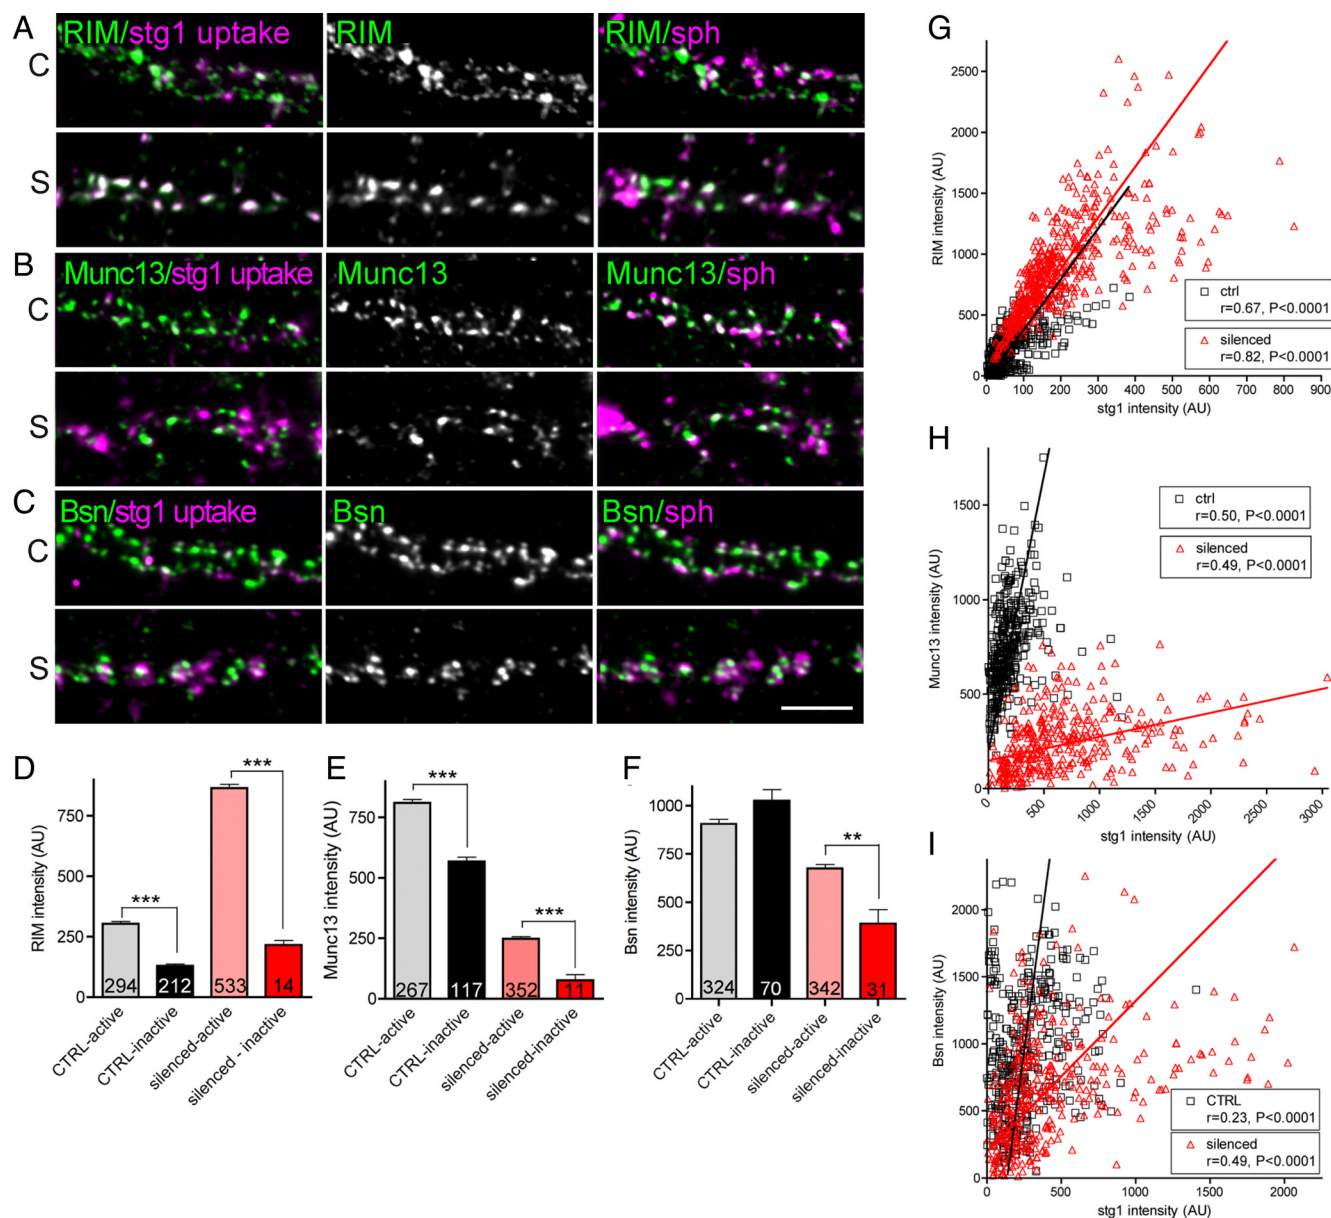 A
RIM/stg1 uptake
RIM
RIM/sph
C
S
B
Munc13/stg1 uptake
Munc13
Munc13/sph
C
S
C
Bsn/stg1 uptake
Bsn
Bsn/sph
C
S
D
RIM intensity (AU)
750
500
250
0
***
***
294
212
533
14
CTRL-active
CTRL-inactive
silenced-active
silenced - inactive
E
Munc13 intensity (AU)
750
500
250
0
***
***
267
117
352
11
CTRL-active
CTRL-inactive
silenced-active
silenced-inactive
F
Bsn intensity (AU)
1000
750
500
250
0
**
324
70
342
31
CTRL-active
CTRL-inactive
silenced-active
silenced-inactive
G
RIM intensity (AU)
2500
2000
1500
1000
500
0
ctrl
r=0.67, P<0.0001
silenced
r=0.82, P<0.0001
0 100 200 300 400 500 600 700 800 900
stg1 intensity (AU)
H
Munc13 intensity (AU)
1500
1000
500
0
ctrl
r=0.50, P<0.0001
silenced
r=0.49, P<0.0001
0 500 1000 1500 2000 2500 3000
stg1 intensity (AU)
I
Bsn intensity (AU)
2000
1500
1000
500
0
CTRL
r=0.23, P<0.0001
silenced
r=0.49, P<0.0001
0 500 1000 1500 2000
stg1 intensity (AU)